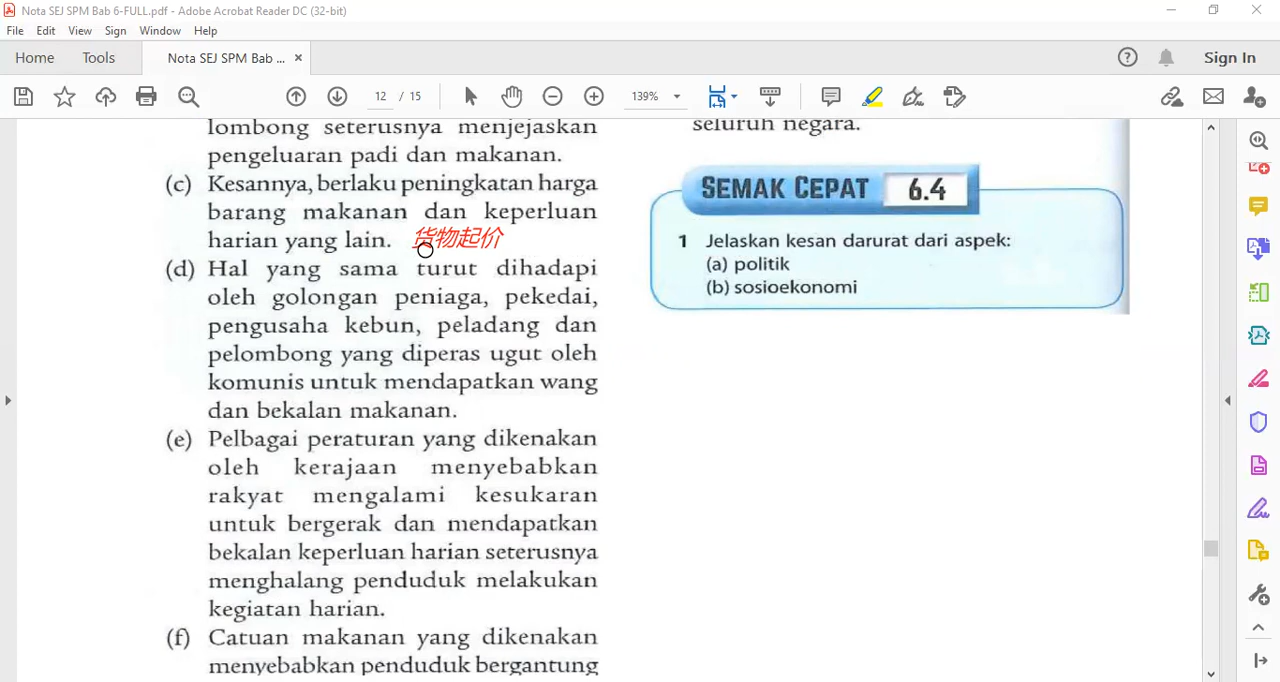 Nota SEJ SPM Bab 6-FULL.pdf - Adobe Acrobat Reader DC (32-bit)
File Edit View Sign Window Help
Home Tools Nota SEJ SPM Bab ... × Sign In
12 / 15 139%
lombong seterusnya menjejaskan
pengeluaran padi dan makanan.
(c) Kesannya, berlaku peningkatan harga
barang makanan dan keperluan
harian yang lain. 货物起价
(d) Hal yang sama turut dihadapi
oleh golongan peniaga, pekedai,
pengusaha kebun, peladang dan
pelombong yang diperas ugut oleh
komunis untuk mendapatkan wang
dan bekalan makanan.
(e) Pelbagai peraturan yang dikenakan
oleh kerajaan menyebabkan
rakyat mengalami kesukaran
untuk bergerak dan mendapatkan
bekalan keperluan harian seterusnya
menghalang penduduk melakukan
kegiatan harian.
(f) Catuan makanan yang dikenakan
menyebabkan penduduk bergantung
seluruh negara.
SEMAK CEPAT 6.4
1 Jelaskan kesan darurat dari aspek:
(a) politik
(b) sosioekonomi